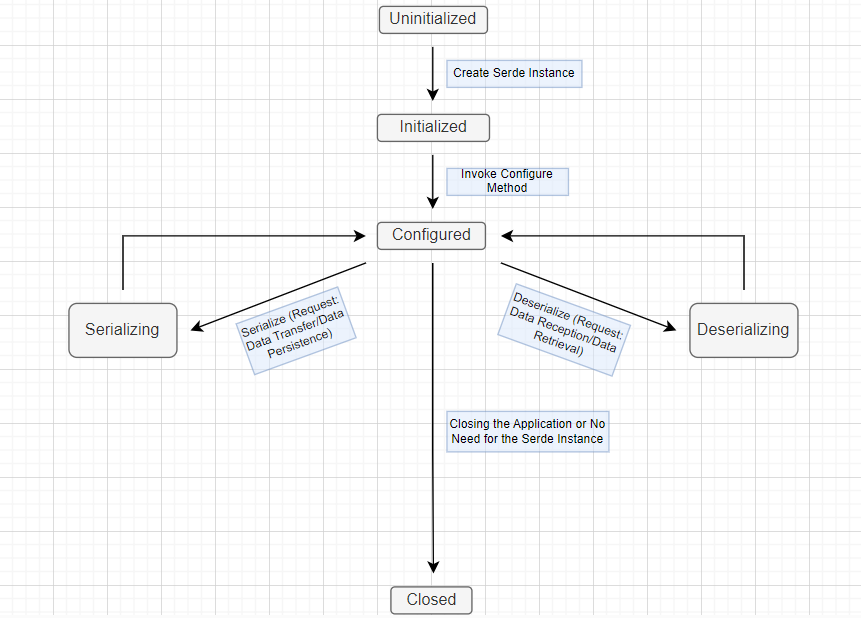 Uninitialized
Create Serde Instance
Initialized
Invoke Configure
Method
Configured
Serializing
Serialize (Request:
Data Transfer/Data
Persistence)
Deserialize (Request:
Data Reception/Data
Retrieval)
Deserializing
Closing the Application or No
Need for the Serde Instance
Closed